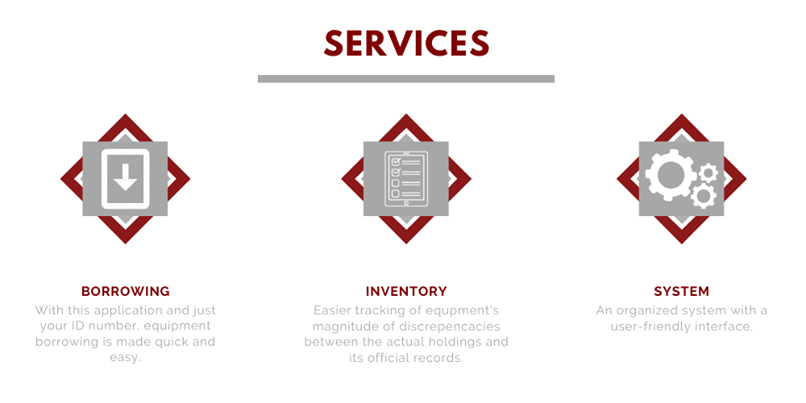 SERVICES
BORROWING
With this application and just
your ID number, equipment
borrowing is made quick and
easy.
INVENTORY
Easier tracking of equpment's
magnitude of discrepencacies
between the actual holdings and
its official records.
SYSTEM
An organized system with a
user-friendly interface.